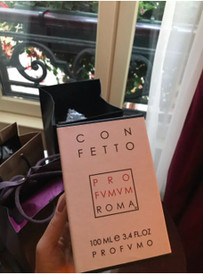 CON
FETTO
PRO
FVMVM
ROMA
100 ML e 3.4 FL.OZ
PROFVMO